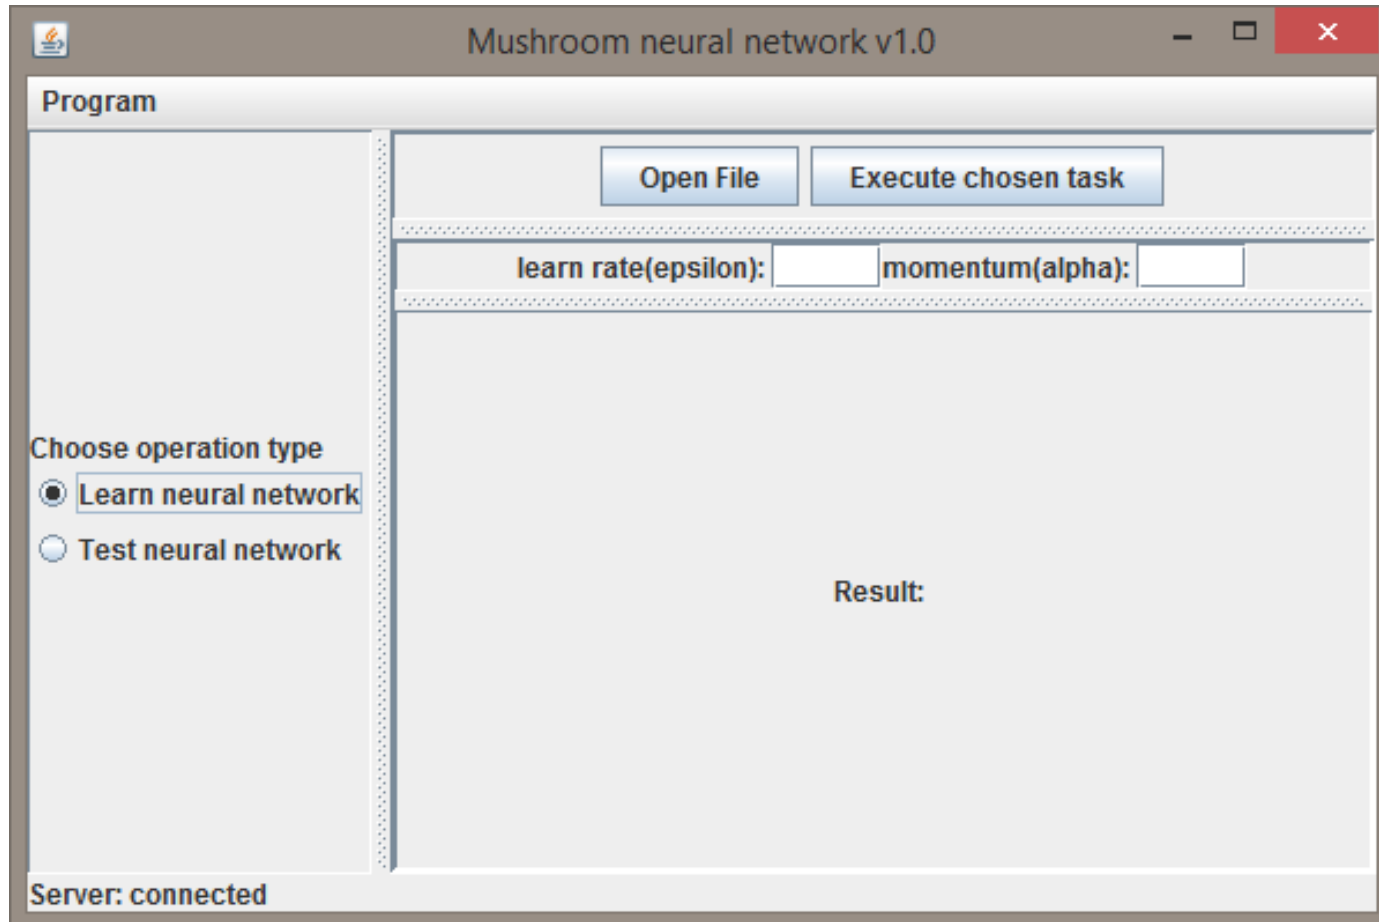 Mushroom neural network v1.0
Program
Open File
Execute chosen task
learn rate(epsilon):
momentum(alpha):
Choose operation type
Learn neural network
Test neural network
Result:
Server: connected